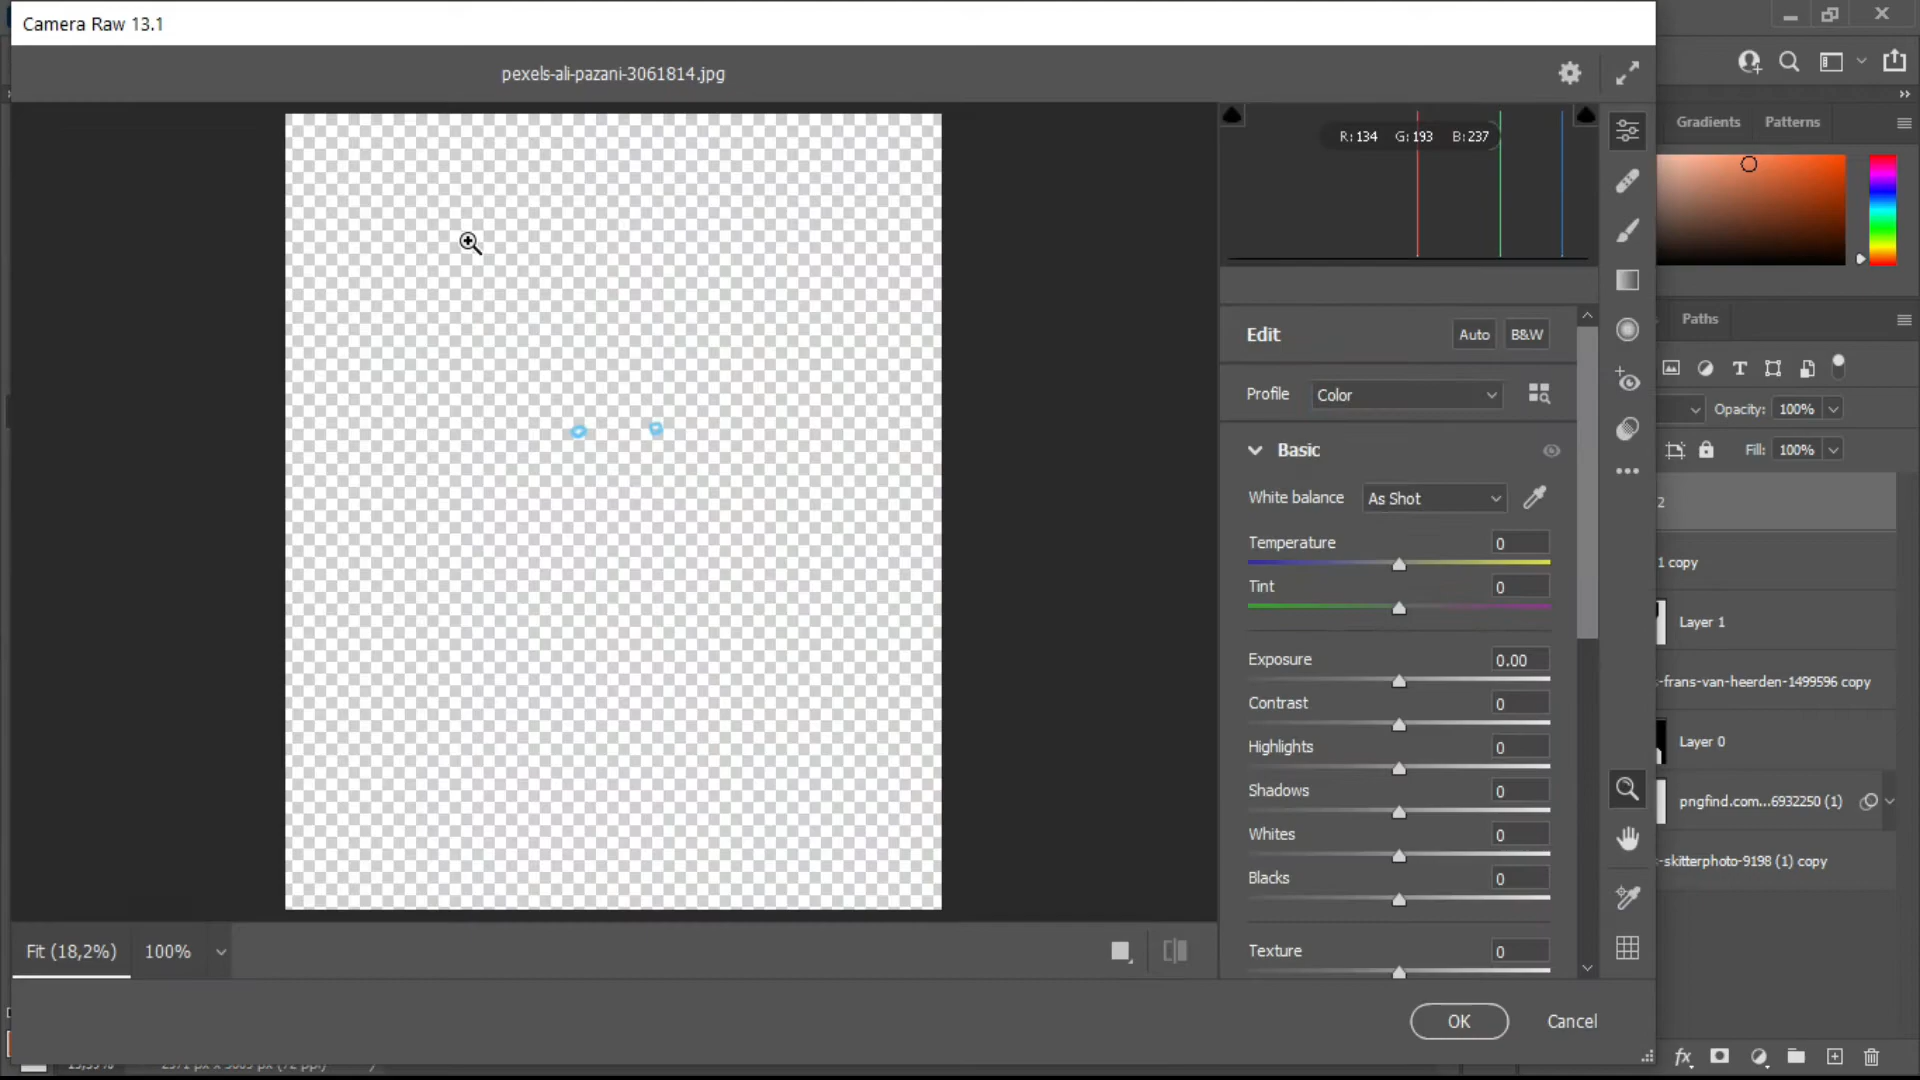 Camera Raw 13.1
pexels-ali-pazani-3061814.jpg
R:134 G:193 B:237
Gradients Patterns
Paths
Edit Auto B&W
Profile Color
Opacity: 100%
Basic
Fill: 100%
White balance As Shot
2
Temperature 0
1 copy
Tint 0
Layer 1
Exposure 0.00
-frans-van-heerden-1499596 copy
Contrast 0
Highlights 0
Layer 0
Shadows 0
pngfind.com...6932250 (1)
Whites 0
-skitterphoto-9198 (1) copy
Blacks 0
Texture 0
Fit (18,2%) 100%
OK Cancel
fx